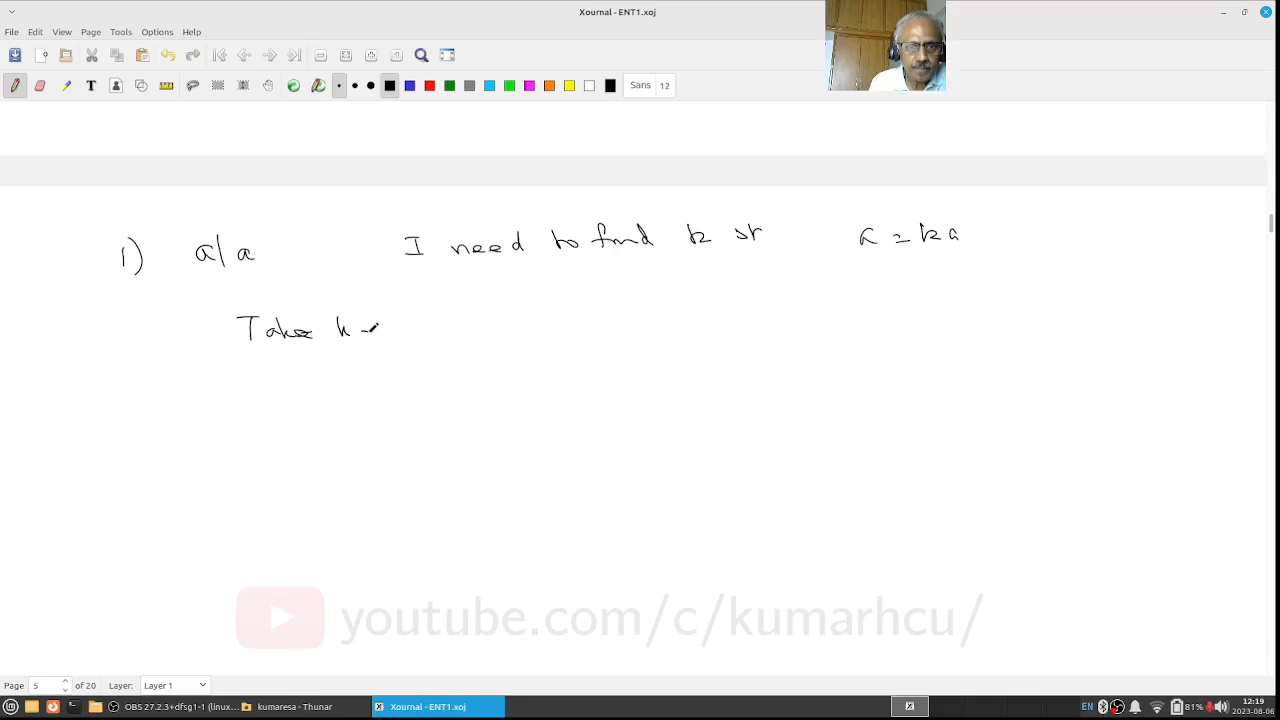 Xournal - ENT1.xoj
File Edit View Page Tools Options Help
T Sans 12
1) a|a I need to find k st a = ka
Take k =
youtube.com/c/kumarhcu/
Page 5 of 20 Layer: Layer 1
OBS 27.2.3+dfsg1-1 (linux... kumaresa - Thunar Xournal - ENT1.xoj EN 81% 12:19
2023-08-06